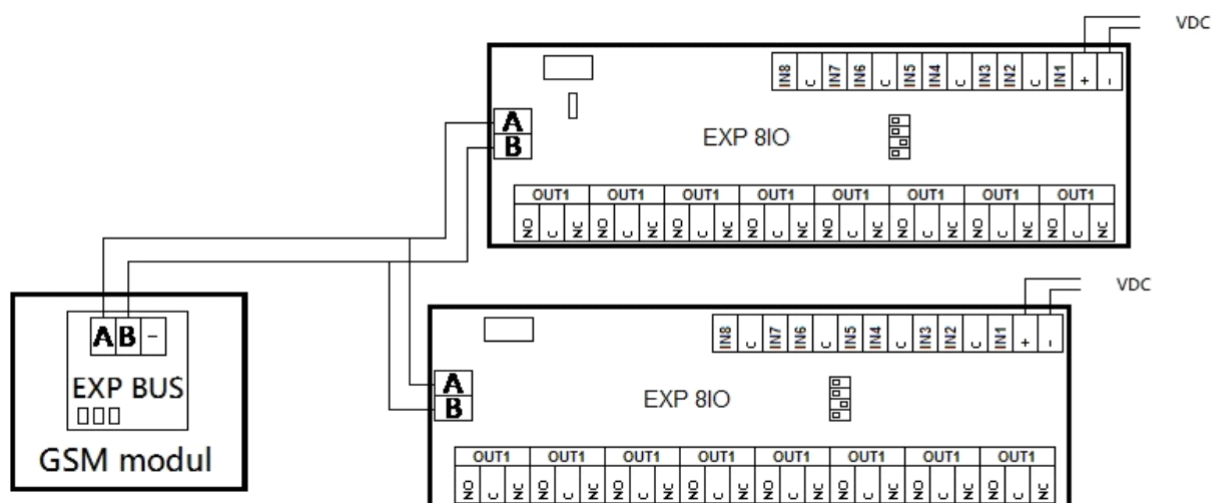 VDC
IN8 C IN7 IN6 C IN5 IN4 C IN3 IN2 C IN1 + -
A
B
EXP 8IO
OUT1 OUT1 OUT1 OUT1 OUT1 OUT1 OUT1 OUT1
NO C NC NO C NC NO C NC NO C NC NO C NC NO C NC NO C NC NO C NC
VDC
IN8 C IN7 IN6 C IN5 IN4 C IN3 IN2 C IN1 + -
A B -
EXP BUS
GSM modul
A
B
EXP 8IO
OUT1 OUT1 OUT1 OUT1 OUT1 OUT1 OUT1 OUT1
NO C NC NO C NC NO C NC NO C NC NO C NC NO C NC NO C NC NO C NC